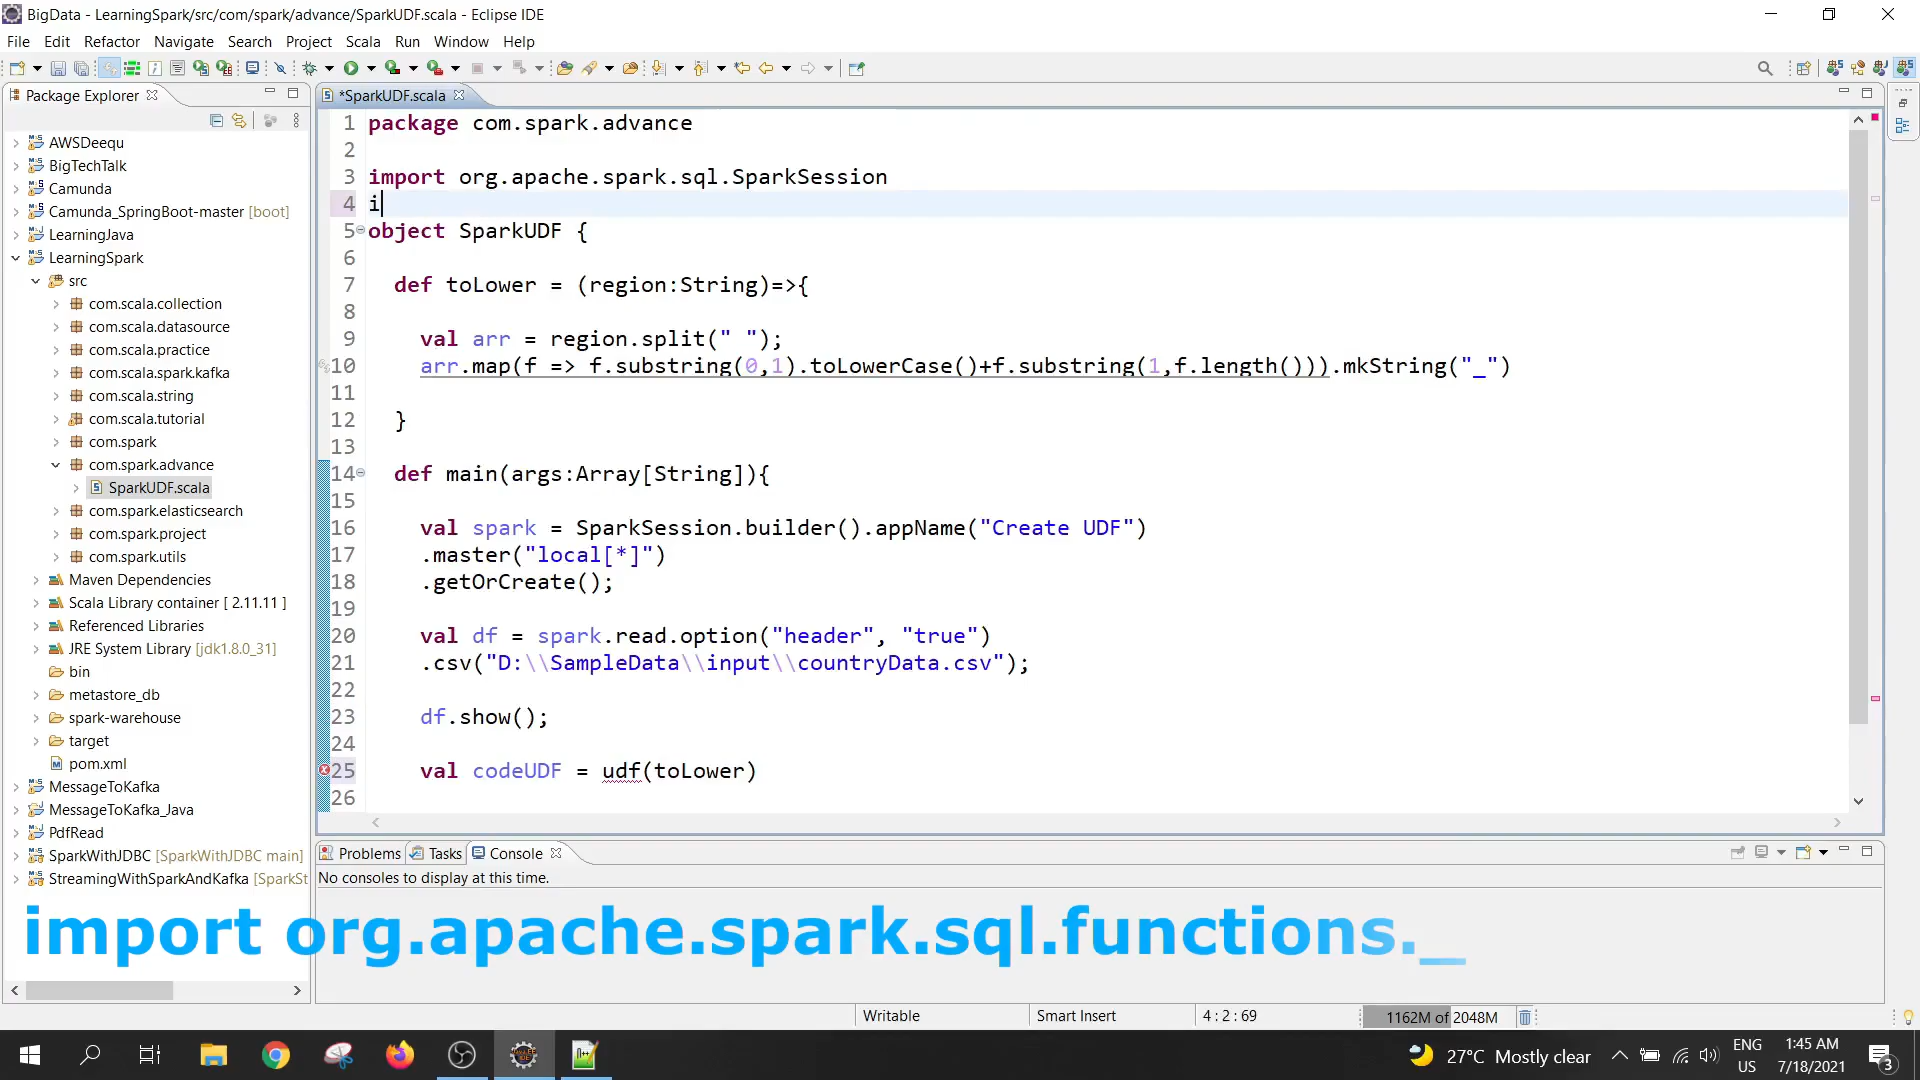 BigData - LearningSpark/src/com/spark/advance/SparkUDF.scala - Eclipse IDE
File Edit Refactor Navigate Search Project Scala Run Window Help
Package Explorer
AWSDeequ
BigTechTalk
Camunda
Camunda_SpringBoot-master [boot]
LearningJava
LearningSpark
src
com.scala.collection
com.scala.datasource
com.scala.practice
com.scala.spark.kafka
com.scala.string
com.scala.tutorial
com.spark
com.spark.advance
SparkUDF.scala
com.spark.elasticsearch
com.spark.project
com.spark.utils
Maven Dependencies
Scala Library container [ 2.11.11 ]
Referenced Libraries
JRE System Library [jdk1.8.0_31]
bin
metastore_db
spark-warehouse
target
pom.xml
MessageToKafka
MessageToKafka_Java
PdfRead
SparkWithJDBC [SparkWithJDBC main]
StreamingWithSparkAndKafka [SparkSt
*SparkUDF.scala
1 package com.spark.advance
2
3 import org.apache.spark.sql.SparkSession
4 i
5 object SparkUDF {
6
7 def toLower = (region:String)=>{
8
9 val arr = region.split(" ");
10 arr.map(f => f.substring(0,1).toLowerCase()+f.substring(1,f.length())).mkString("_")
11
12 }
13
14 def main(args:Array[String]){
15
16 val spark = SparkSession.builder().appName("Create UDF")
17 .master("local[*]")
18 .getOrCreate();
19
20 val df = spark.read.option("header", "true")
21 .csv("D:\\SampleData\\input\\countryData.csv");
22
23 df.show();
24
25 val codeUDF = udf(toLower)
26
Problems Tasks Console
No consoles to display at this time.
import org.apache.spark.sql.functions._
Writable Smart Insert 4 : 2 : 69 1162M of 2048M
27°C Mostly clear
ENG
US
1:45 AM
7/18/2021
3